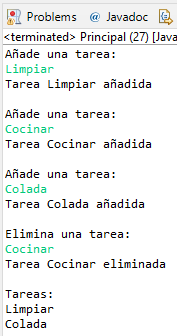 Problems @ Javadoc
<terminated> Principal (27) [Java
Añade una tarea:
Limpiar
Tarea Limpiar añadida
Añade una tarea:
Cocinar
Tarea Cocinar añadida
Añade una tarea:
Colada
Tarea Colada añadida
Elimina una tarea:
Cocinar
Tarea Cocinar eliminada
Tareas:
Limpiar
Colada